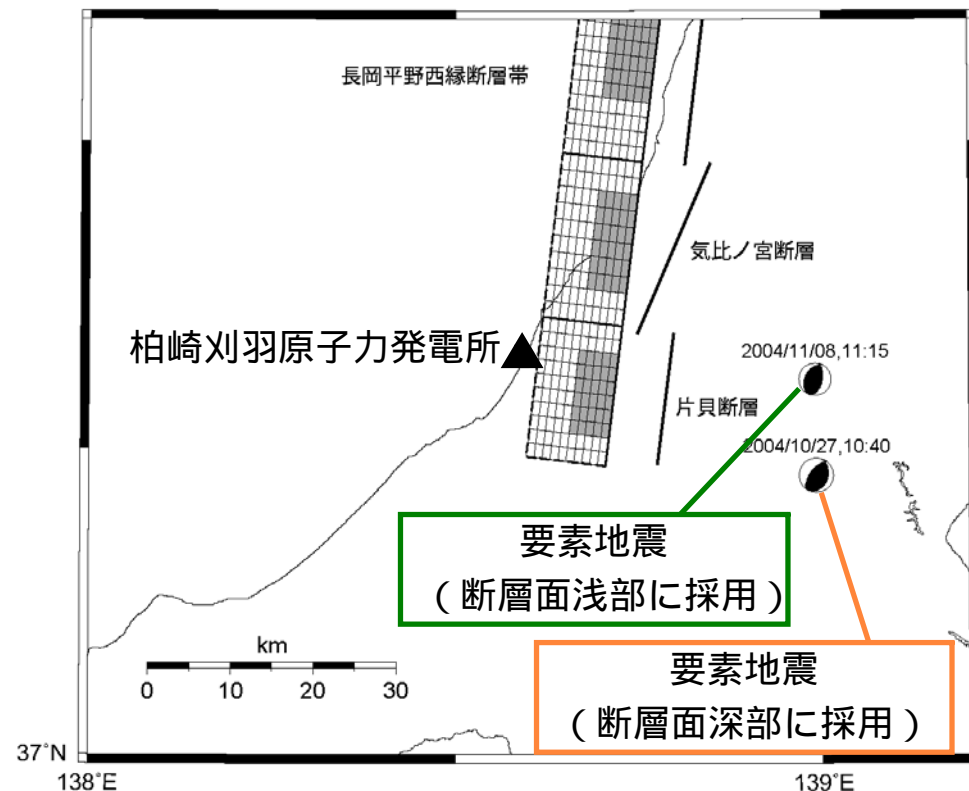 長岡平野西縁断層帯
気比ノ宮断層
柏崎刈羽原子力発電所
2004/11/08,11:15
片貝断層
2004/10/27,10:40
要素地震
（断層面浅部に採用）
km
0 10 20 30
要素地震
（断層面深部に採用）
37°N
138°E 139°E